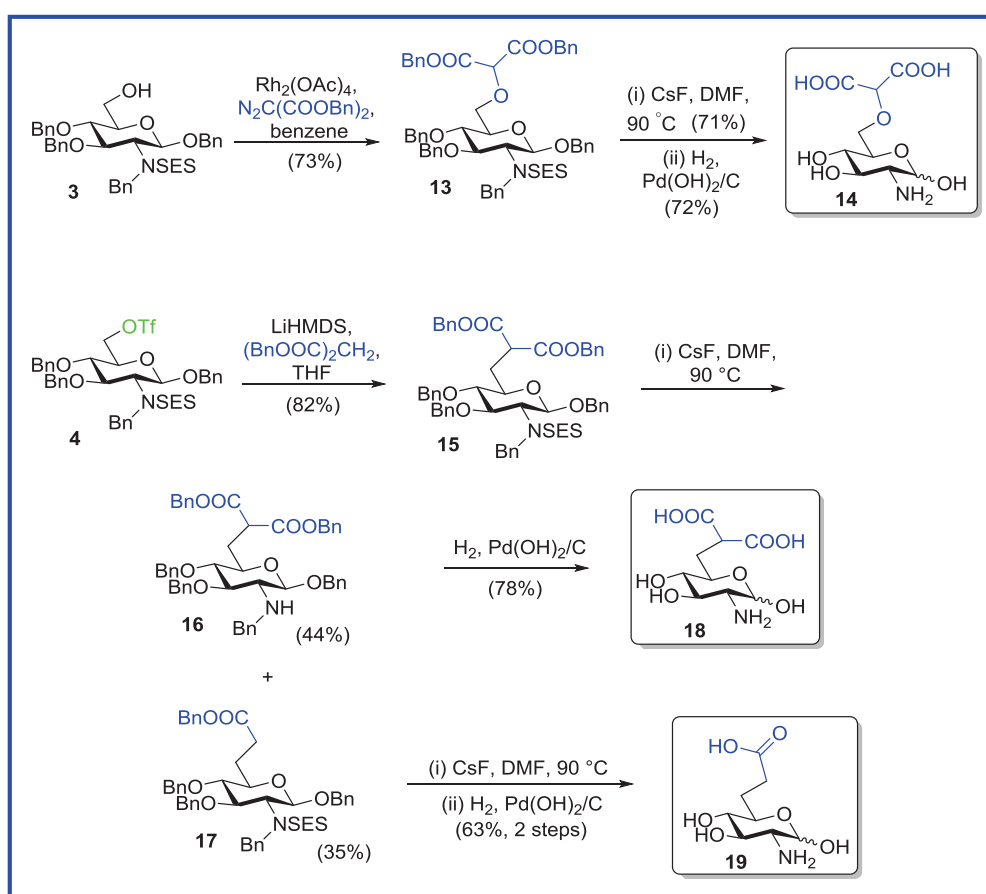 OH
BnO
BnO
O
OBn
NSES
Bn
3
Rh2(OAc)4,
N2C(COOBn)2,
benzene
(73%)
COOBn
BnOOC
O
BnO
BnO
O
OBn
NSES
Bn
13
(i) CsF, DMF,
90 °C (71%)
(ii) H2,
Pd(OH)2/C
(72%)
HOOC
COOH
O
HO
HO
O
OH
NH2
14
OTf
BnO
BnO
O
OBn
NSES
Bn
4
LiHMDS,
(BnOOC)2CH2,
THF
(82%)
BnOOC
COOBn
BnO
BnO
O
OBn
NSES
Bn
15
(i) CsF, DMF,
90 °C
BnOOC
COOBn
BnO
BnO
O
OBn
NH
Bn
16
(44%)
H2, Pd(OH)2/C
(78%)
HOOC
COOH
HO
HO
O
OH
NH2
18
+
BnOOC
BnO
BnO
O
OBn
NSES
Bn
17
(35%)
(i) CsF, DMF, 90 °C
(ii) H2, Pd(OH)2/C
(63%, 2 steps)
HO
O
HO
HO
O
OH
NH2
19